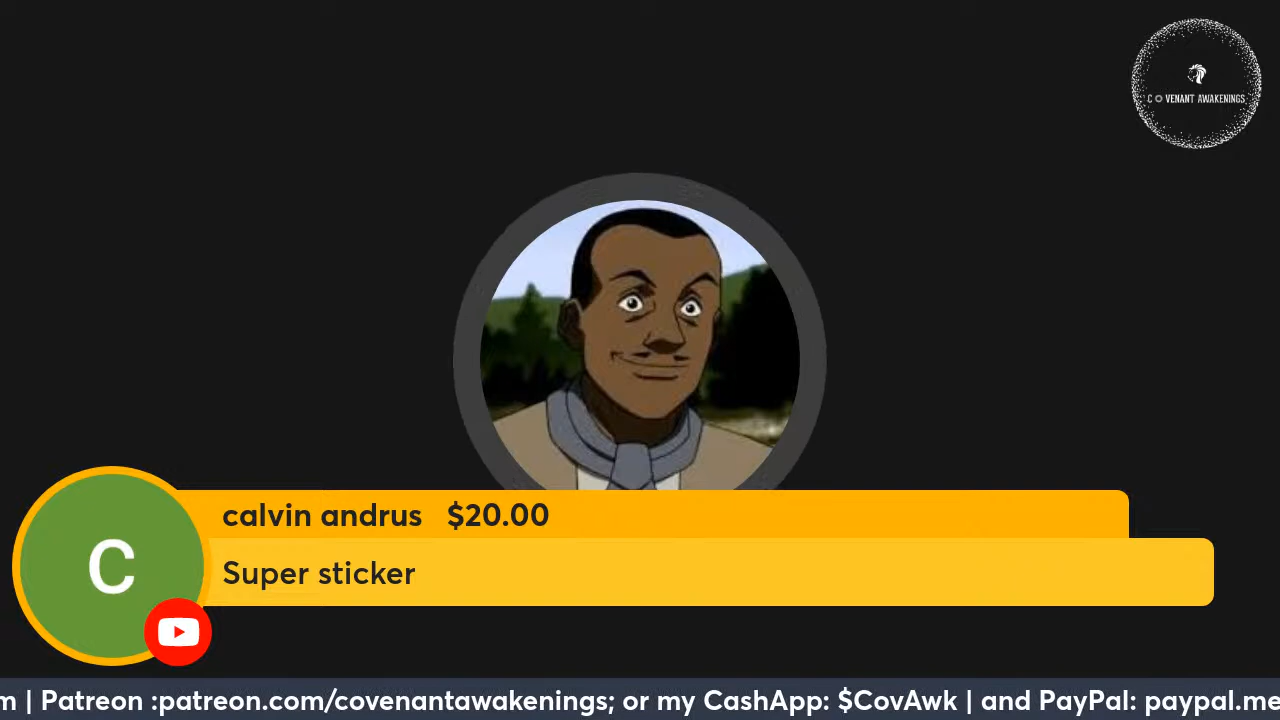 C O VENANT AWAKENINGS
calvin andrus $20.00
C
Super sticker
m | Patreon :patreon.com/covenantawakenings; or my CashApp: $CovAwk | and PayPal: paypal.me